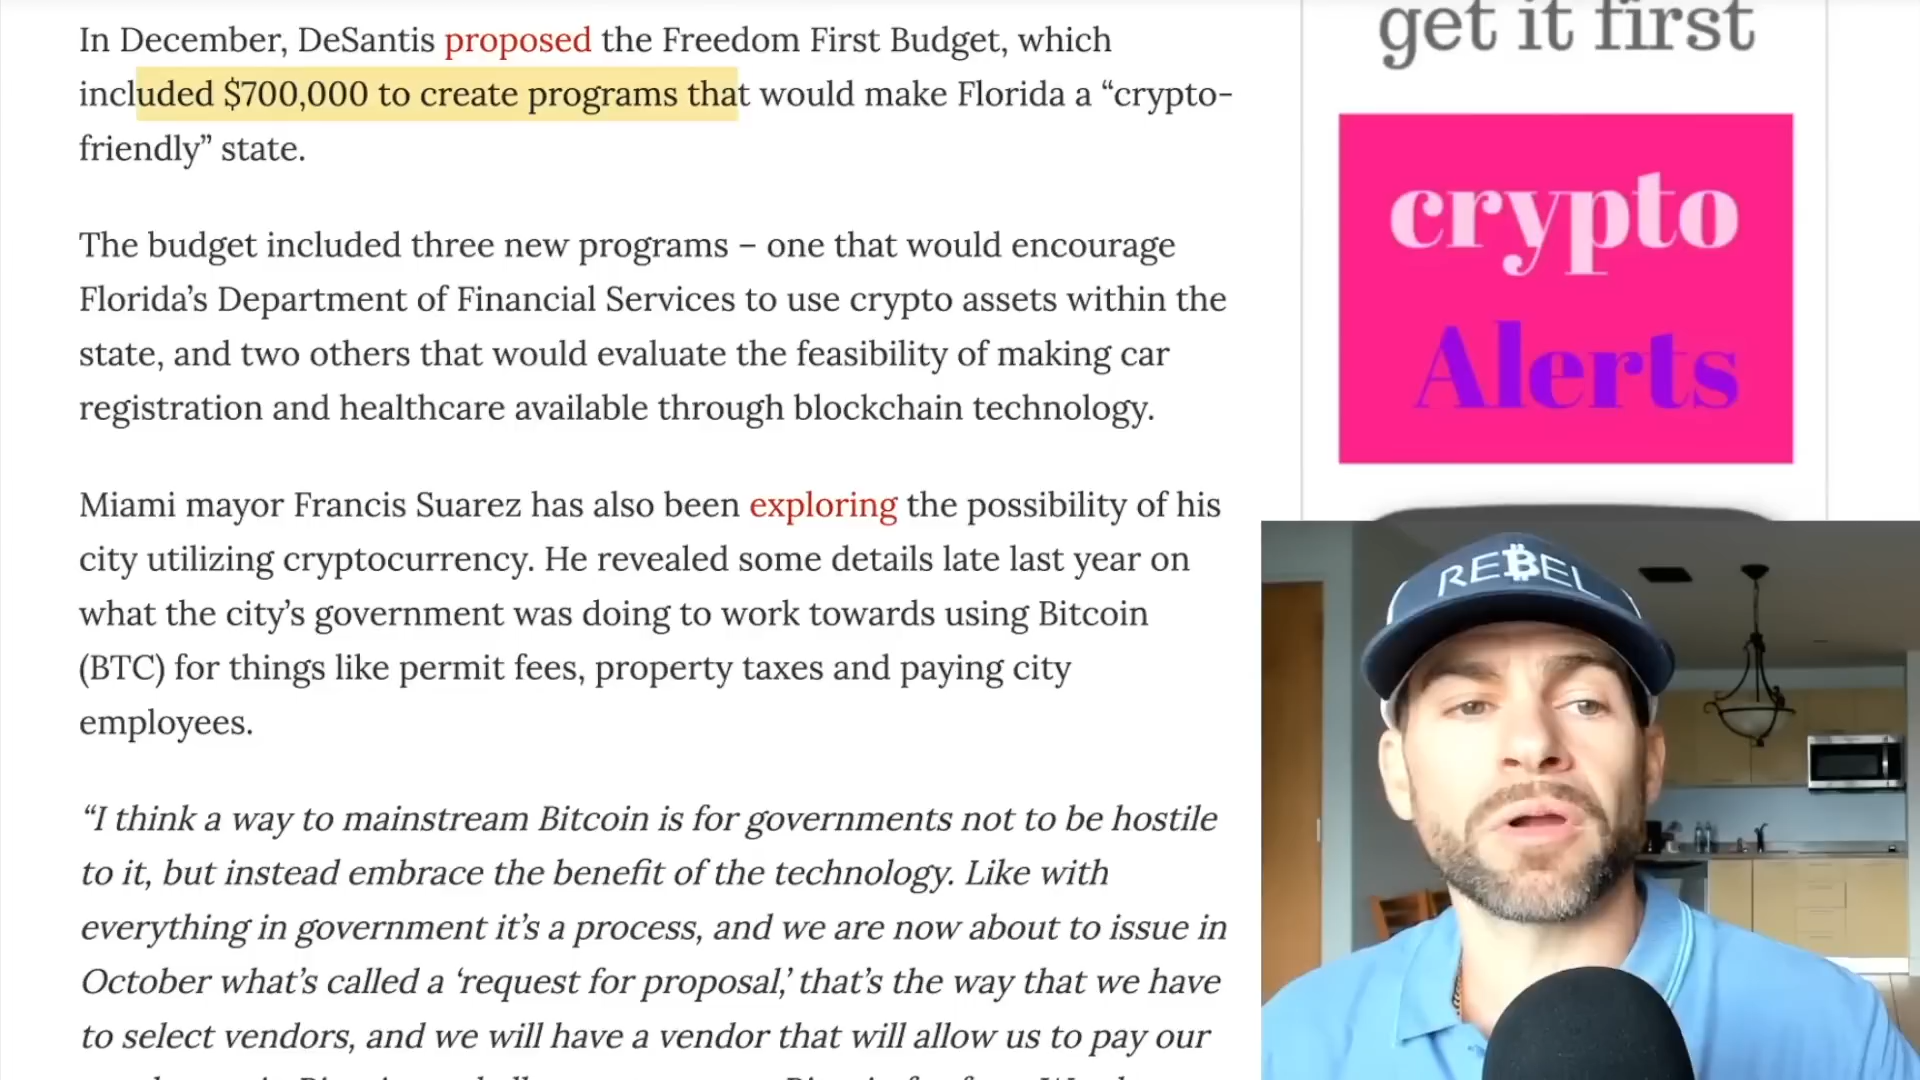 In December, DeSantis proposed the Freedom First Budget, which
included $700,000 to create programs that would make Florida a “crypto-
friendly” state.
The budget included three new programs – one that would encourage
Florida’s Department of Financial Services to use crypto assets within the
state, and two others that would evaluate the feasibility of making car
registration and healthcare available through blockchain technology.
Miami mayor Francis Suarez has also been exploring the possibility of his
city utilizing cryptocurrency. He revealed some details late last year on
what the city’s government was doing to work towards using Bitcoin
(BTC) for things like permit fees, property taxes and paying city
employees.
“I think a way to mainstream Bitcoin is for governments not to be hostile
to it, but instead embrace the benefit of the technology. Like with
everything in government it’s a process, and we are now about to issue in
October what’s called a ‘request for proposal,’ that’s the way that we have
to select vendors, and we will have a vendor that will allow us to pay our
get it first
crypto
Alerts
RE₿EL